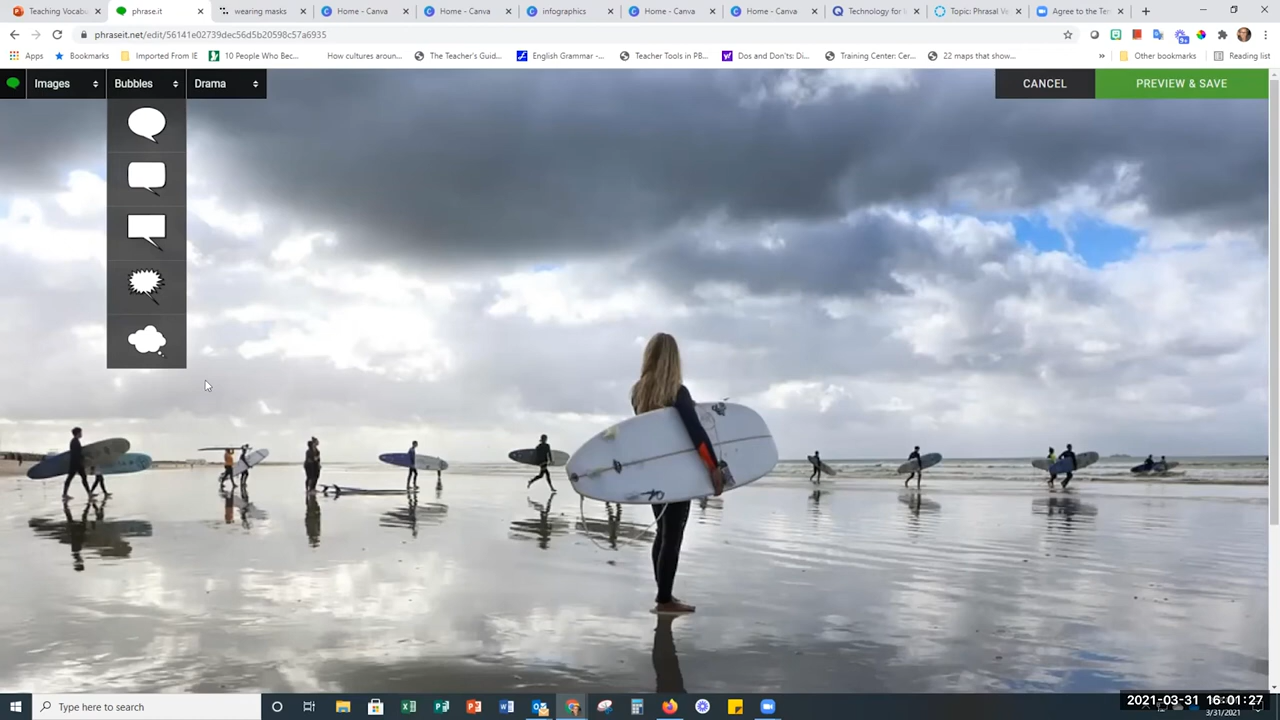 Teaching Vocab
phrase.it
wearing masks
Home - Canva
Home - Canva
infographics
Home - Canva
Home - Canva
Technology for
Topic: Phrasal Ve
Agree to the Ter
phraseit.net/edit/56141e02739dec56d5b20598c57a6935
Apps
Bookmarks
Imported From IE
10 People Who Bec...
How cultures aroun...
The Teacher's Guid...
English Grammar -...
Teacher Tools in PB...
Dos and Don'ts: Di...
Training Center: Cer...
22 maps that show...
»
Other bookmarks
Reading list
Images
Bubbles
Drama
CANCEL
PREVIEW & SAVE
Type here to search
2021-03-31 16:01:27
3/31/2021